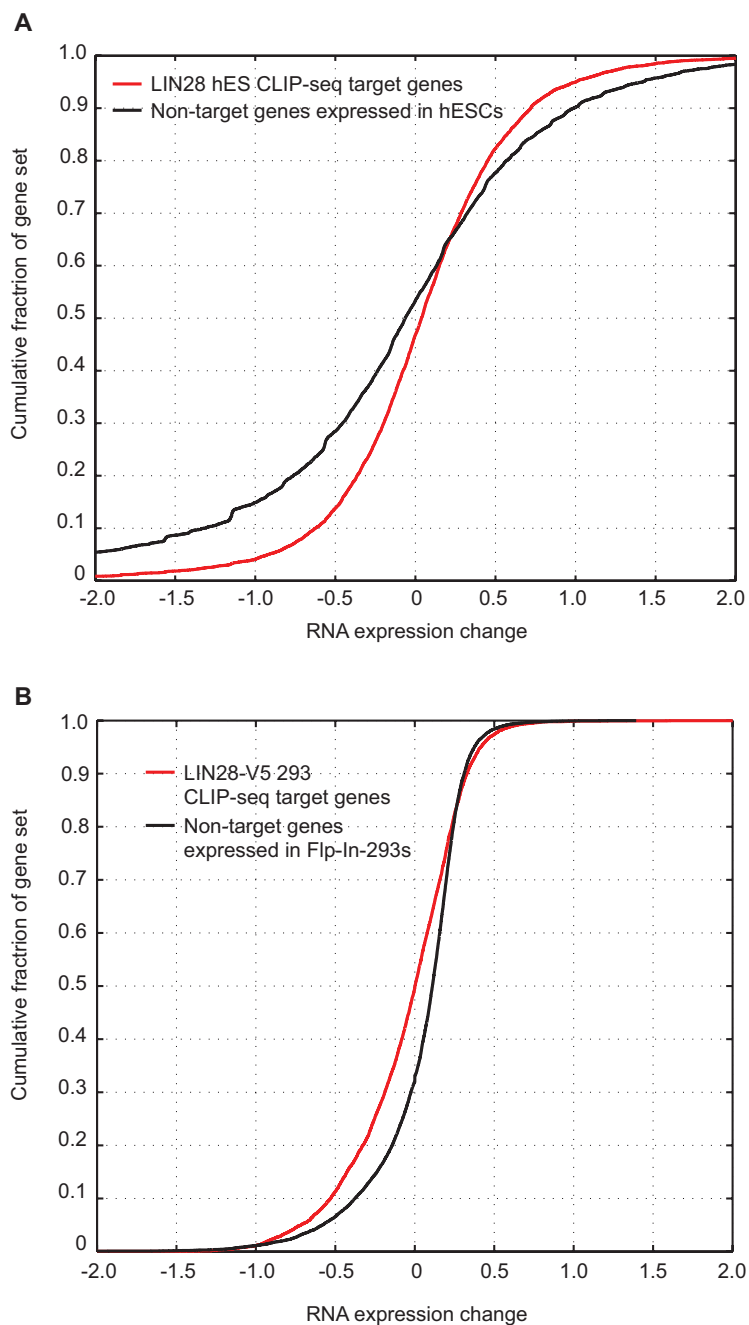 A
1.0
0.9
0.8
0.7
0.6
0.5
0.4
0.3
0.2
0.1
0
Cumulative fraction of gene set
LIN28 hES CLIP-seq target genes
Non-target genes expressed in hESCs
-2.0 -1.5 -1.0 -0.5 0 0.5 1.0 1.5 2.0
RNA expression change
B
1.0
0.9
0.8
0.7
0.6
0.5
0.4
0.3
0.2
0.1
0
Cumulative fractrion of gene set
LIN28-V5 293
CLIP-seq target genes
Non-target genes
expressed in Flp-In-293s
-2.0 -1.5 -1.0 -0.5 0 0.5 1.0 1.5 2.0
RNA expression change